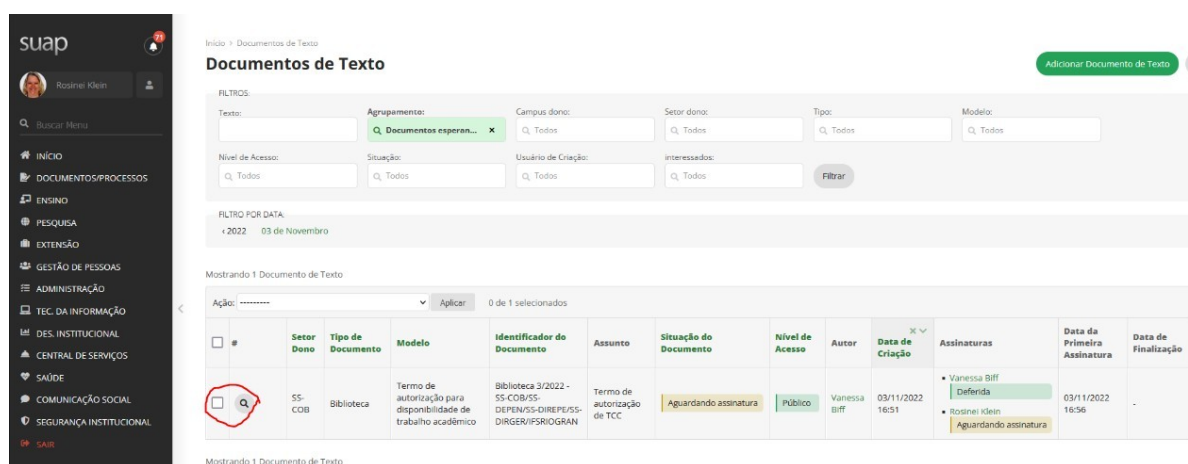 suap
71
Rosinei Klein
Buscar Menu
INÍCIO
DOCUMENTOS/PROCESSOS
ENSINO
PESQUISA
EXTENSÃO
GESTÃO DE PESSOAS
ADMINISTRAÇÃO
TEC. DA INFORMAÇÃO
DES. INSTITUCIONAL
CENTRAL DE SERVIÇOS
SAÚDE
COMUNICAÇÃO SOCIAL
SEGURANÇA INSTITUCIONAL
SAIR
Início > Documentos de Texto
Documentos de Texto
Adicionar Documento de Texto
FILTROS:
Texto: Agrupamento: Campus dono: Setor dono: Tipo: Modelo:
Documentos esperan... × Todos Todos Todos Todos
Nível de Acesso: Situação: Usuário de Criação: interessados:
Todos Todos Todos Todos Filtrar
FILTRO POR DATA:
‹ 2022 03 de Novembro
Mostrando 1 Documento de Texto
Ação: --------- Aplicar 0 de 1 selecionados
#
Setor
Dono
Tipo de
Documento
Modelo
Identificador do
Documento
Assunto
Situação do
Documento
Nível de
Acesso
Autor
Data de
Criação
Assinaturas
Data da
Primeira
Assinatura
Data de
Finalização
SS-
COB
Biblioteca
Termo de
autorização para
disponibilidade de
trabalho acadêmico
Biblioteca 3/2022 -
SS-COB/SS-
DEPEN/SS-DIREPE/SS-
DIRGER/IFSRIOGRAN
Termo de
autorização
de TCC
Aguardando assinatura
Público
Vanessa
Biff
03/11/2022
16:51
• Vanessa Biff
Deferida
• Rosinei Klein
Aguardando assinatura
03/11/2022
16:56
-
Mostrando 1 Documento de Texto